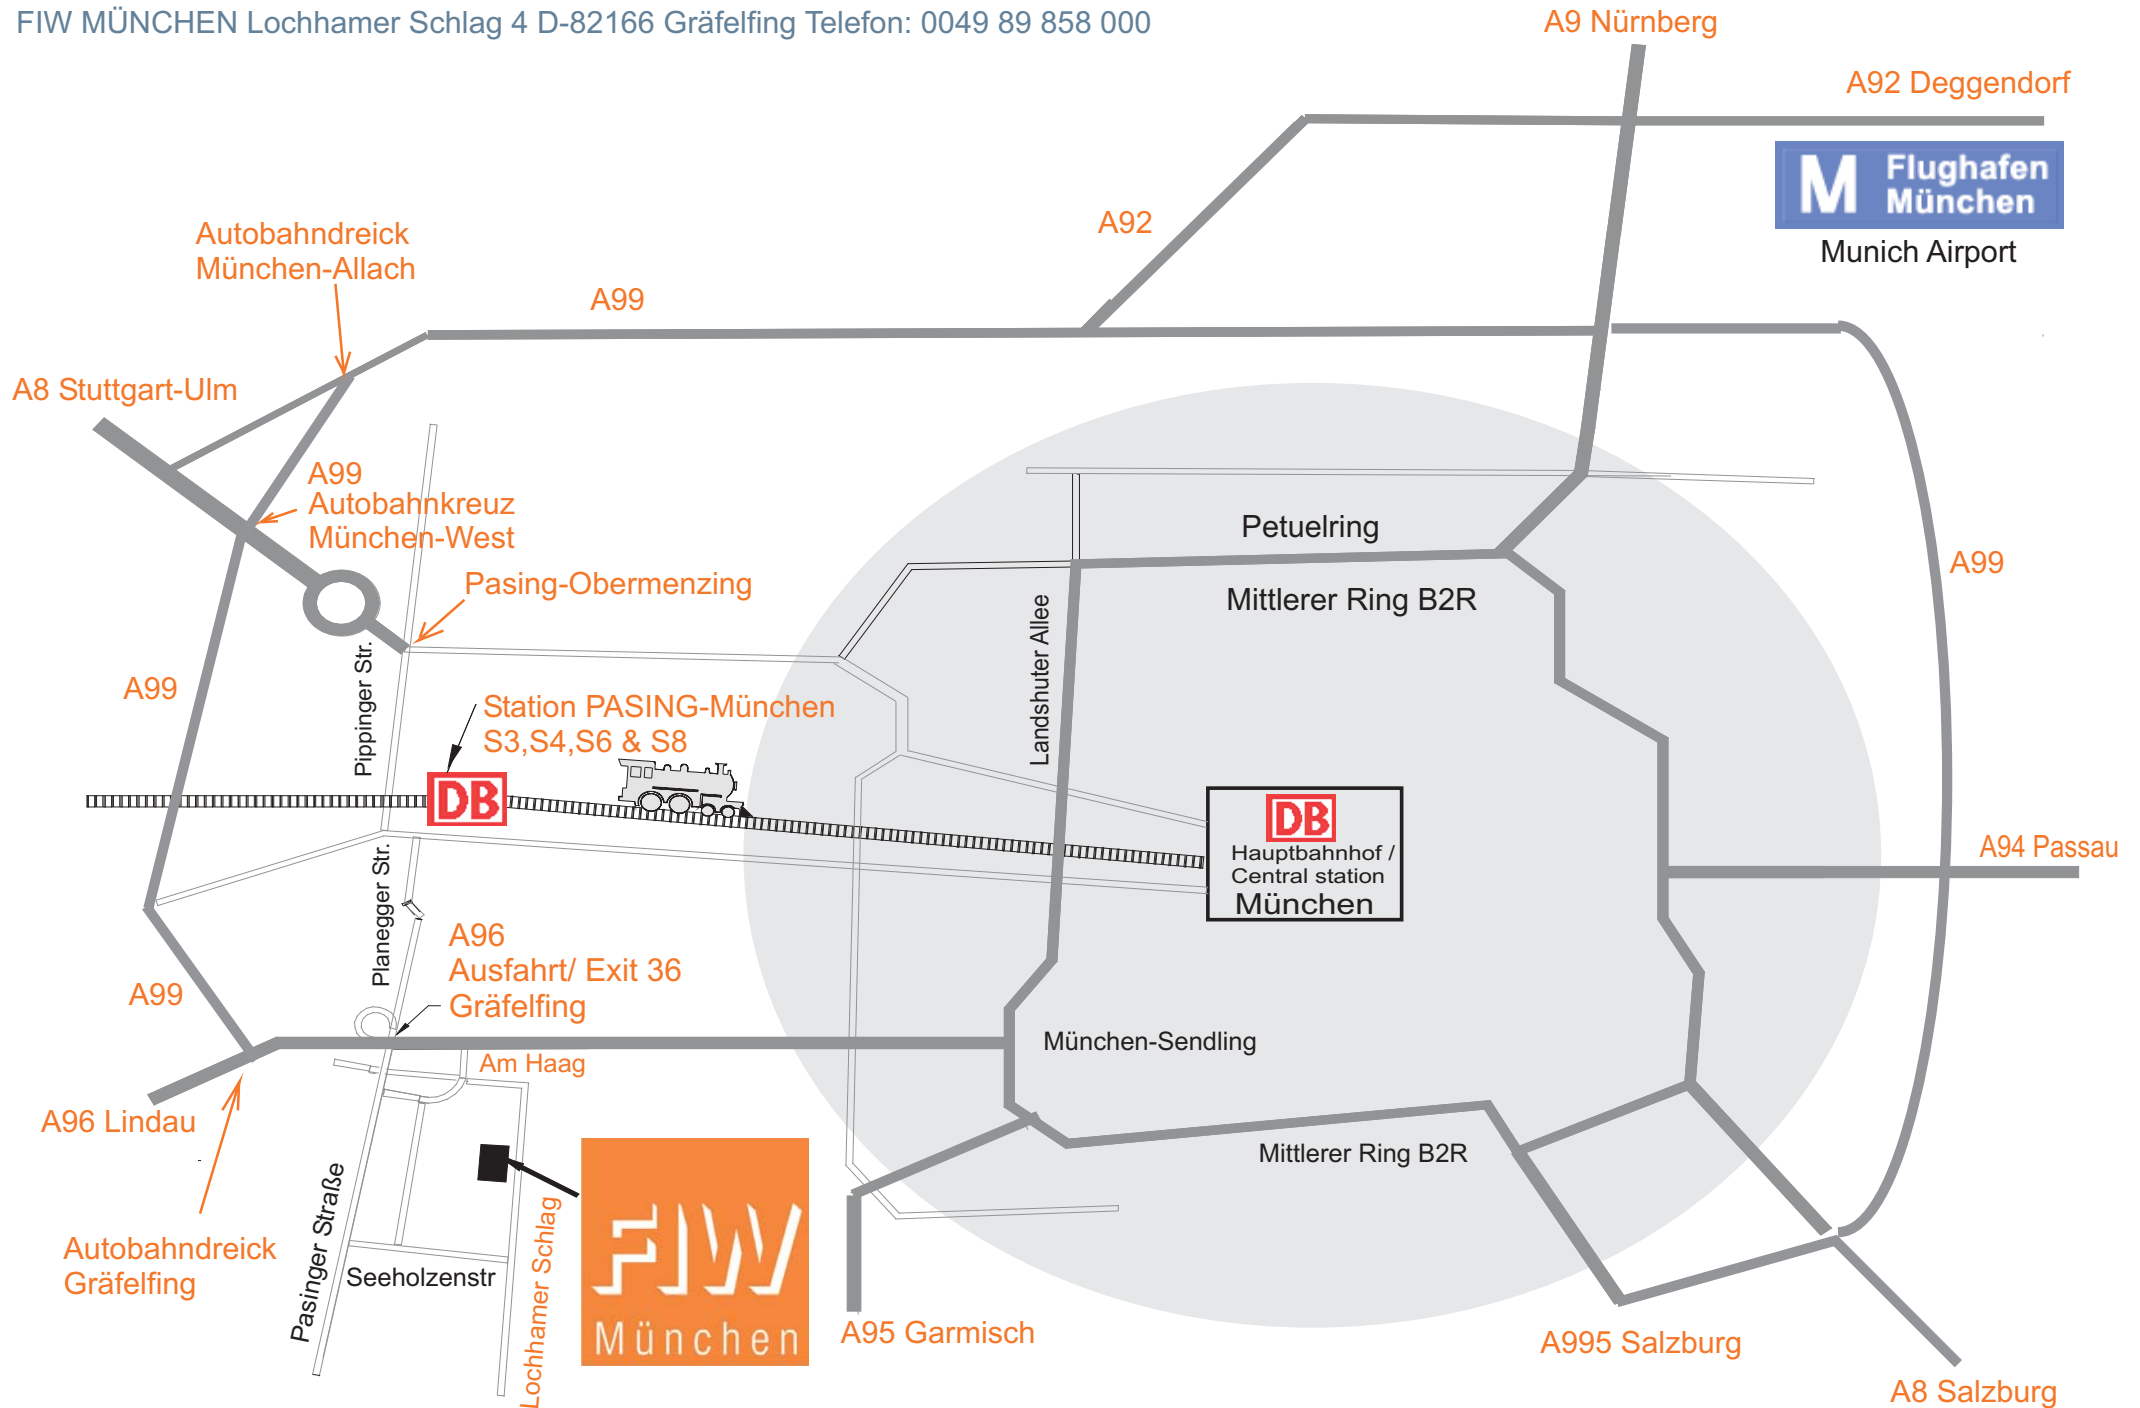 FIW MÜNCHEN Lochhamer Schlag 4 D-82166 Gräfelfing Telefon: 0049 89 858 000
A9 Nürnberg
A92 Deggendorf
M Flughafen
München
Munich Airport
A92
Autobahndreick
München-Allach
A99
A8 Stuttgart-Ulm
A99
Autobahnkreuz
München-West
Petuelring
Mittlerer Ring B2R
A99
Pasing-Obermenzing
Landshuter Allee
Pippinger Str.
A99
Station PASING-München
S3,S4,S6 & S8
DB
DB
Hauptbahnhof /
Central station
München
A94 Passau
Planegger Str.
A96
Ausfahrt/ Exit 36
Gräfelfing
A99
München-Sendling
Am Haag
A96 Lindau
Mittlerer Ring B2R
Autobahndreick
Gräfelfing
Pasinger Straße
Seeholzenstr
Lochhamer Schlag
FIW
München
A95 Garmisch
A995 Salzburg
A8 Salzburg